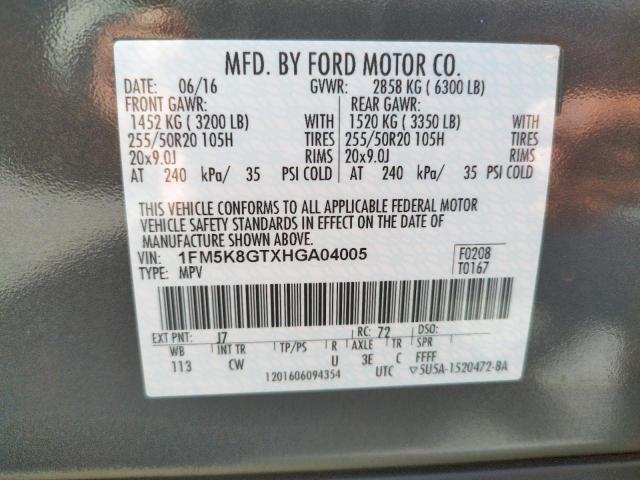 MFD. BY FORD MOTOR CO.
DATE: 06/16 GVWR: 2858 KG ( 6300 LB)
FRONT GAWR: REAR GAWR:
1452 KG ( 3200 LB) WITH 1520 KG ( 3350 LB) WITH
255/50R20 105H TIRES 255/50R20 105H TIRES
20x9.0J RIMS 20x9.0J RIMS
AT 240 kPa/ 35 PSI COLD AT 240 kPa/ 35 PSI COLD
THIS VEHICLE CONFORMS TO ALL APPLICABLE FEDERAL MOTOR
VEHICLE SAFETY STANDARDS IN EFFECT ON THE DATE OF
MANUFACTURE SHOWN ABOVE.
VIN: 1FM5K8GTXHGA04005 F0208
TYPE: MPV T0167
EXT PNT: J7 RC: 72 DSO:
WB INT TR TP/PS R AXLE TR SPR
113 CW U 3E C FFFF
1201606094354 UTC ▽5U5A-1520472-BA